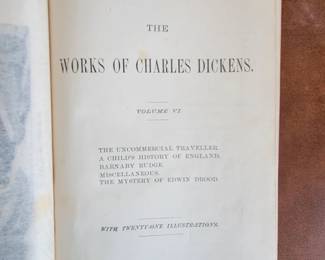 THE
WORKS OF CHARLES DICKENS.
VOLUME VI
THE UNCOMMERCIAL TRAVELLER.
A CHILD'S HISTORY OF ENGLAND.
BARNABY RUDGE.
MISCELLANEOUS.
THE MYSTERY OF EDWIN DROOD.
WITH TWENTY-ONE ILLUSTRATIONS.